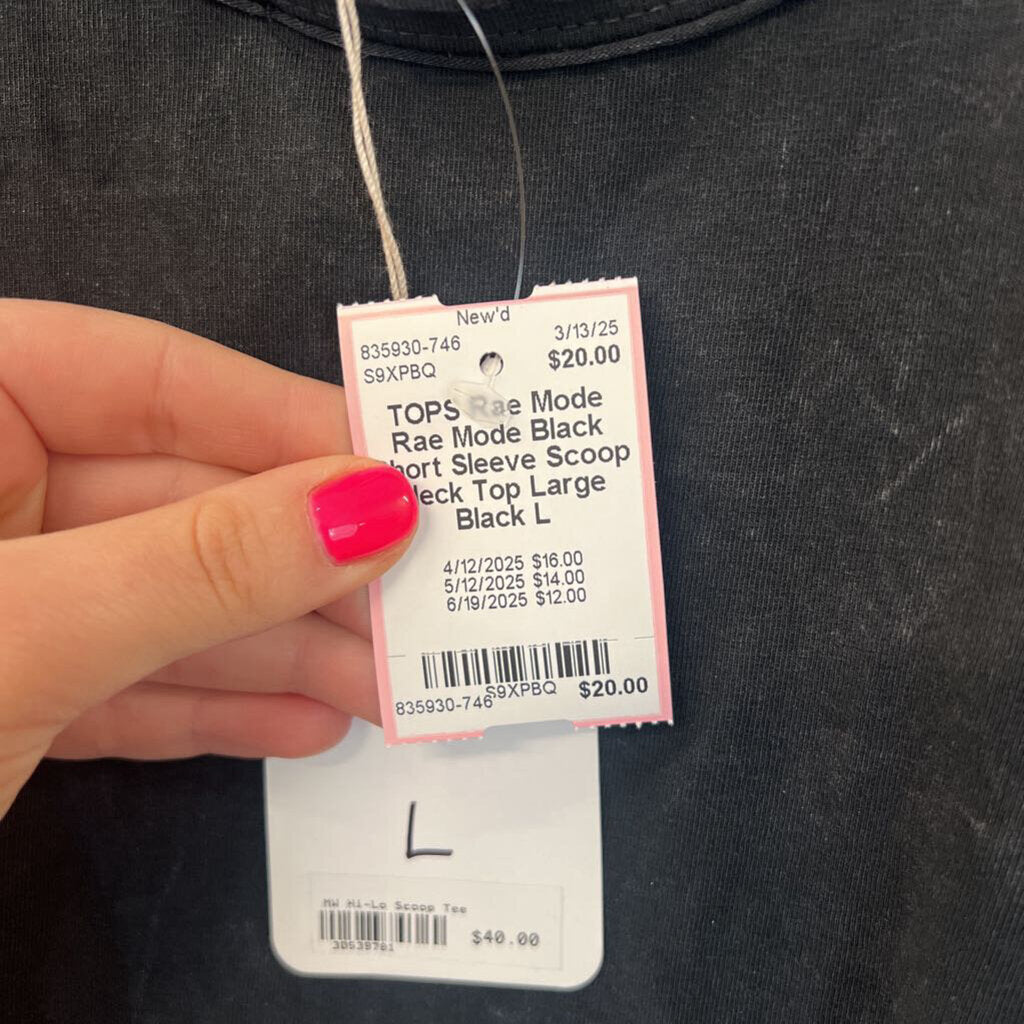 New'd
835930-746 3/13/25
S9XPBQ $20.00
TOPS Rae Mode
Rae Mode Black
hort Sleeve Scoop
eck Top Large
Black L
4/12/2025 $16.00
5/12/2025 $14.00
6/19/2025 $12.00
835930-746 S9XPBQ $20.00
L
MW Hi-Lo Scoop Tee
30539781 $40.00